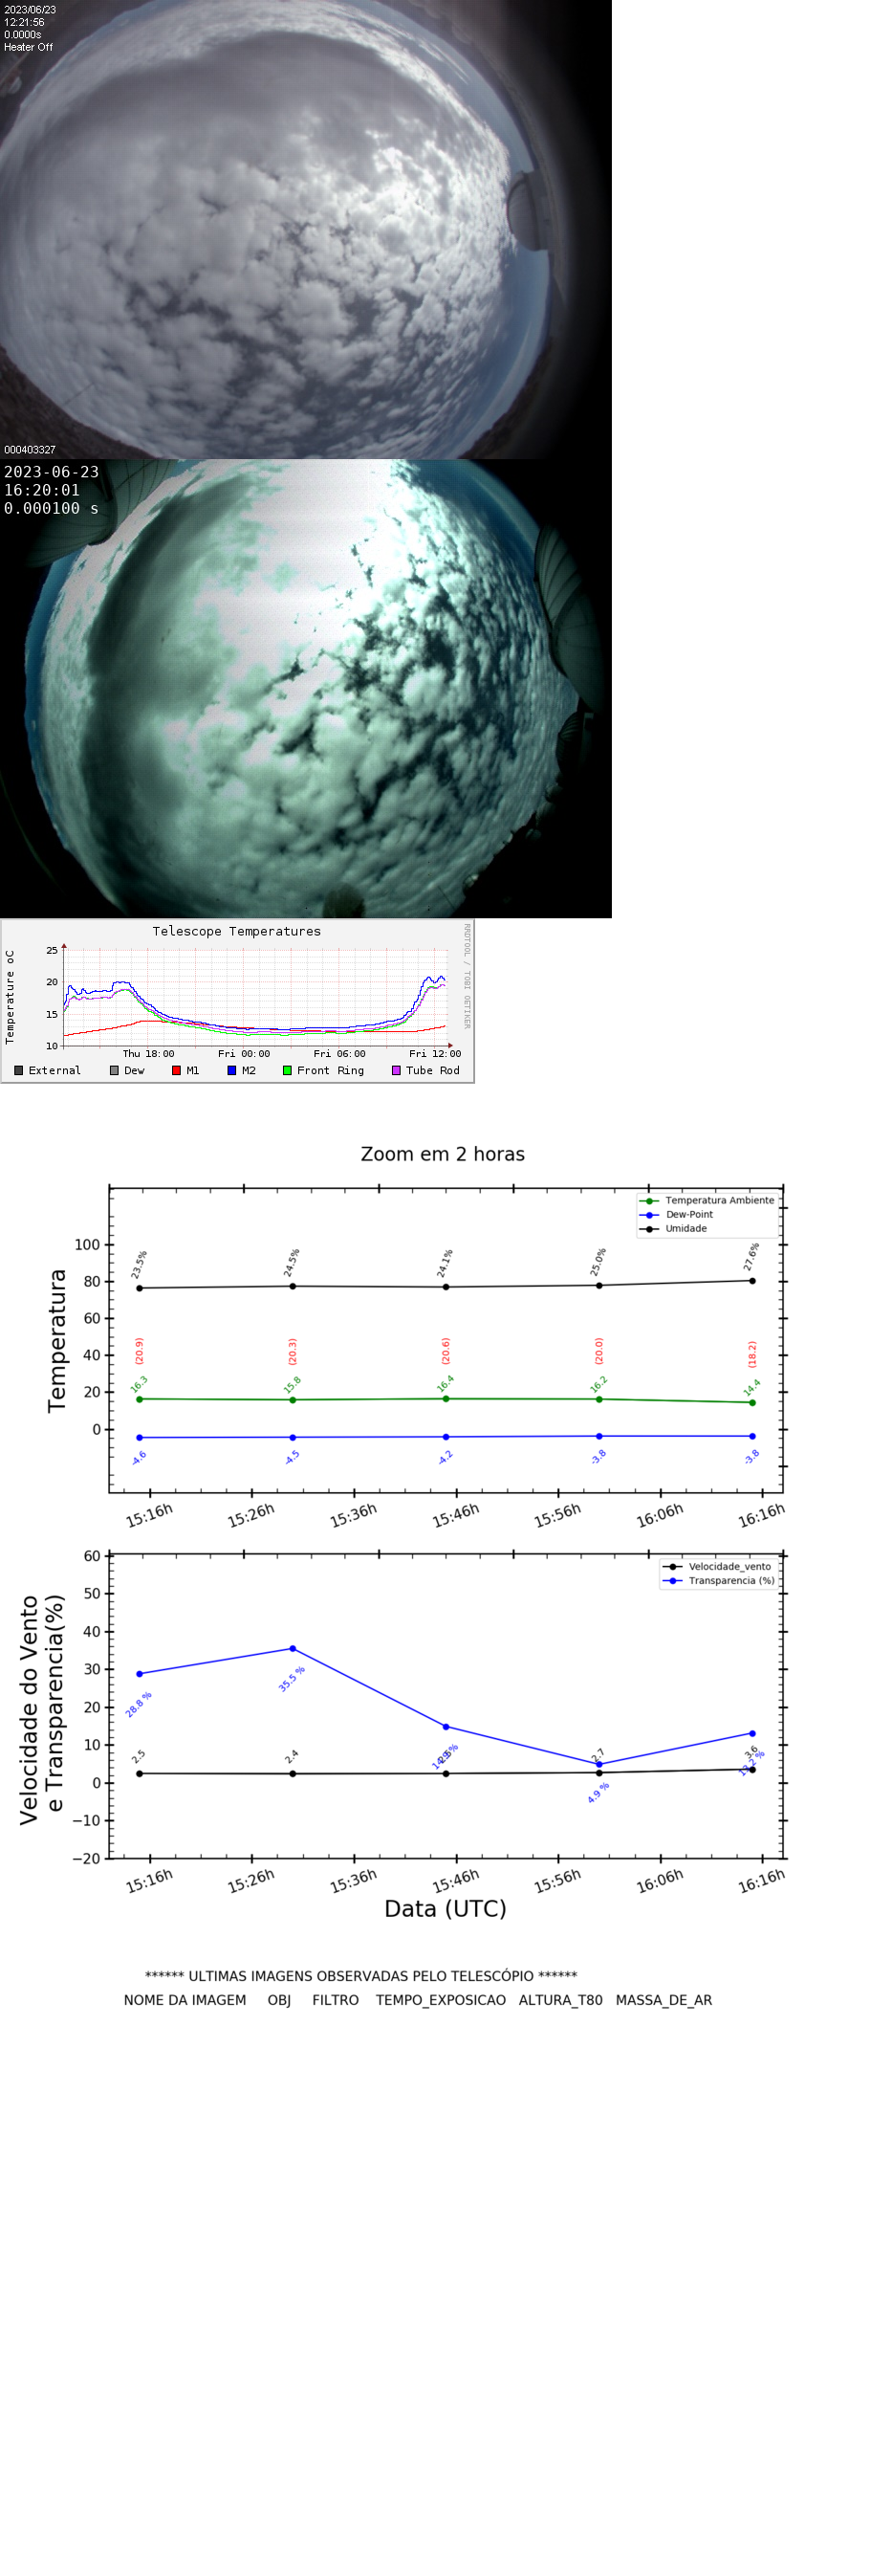 2023/06/23
12:21:56
0.0000s
Heater Off
000403327
2023-06-23
16:20:01
0.000100 s
Telescope Temperatures
RRDTOOL / TOBI OETIKER
Temperature oC
25
20
15
10
Thu 18:00 Fri 00:00 Fri 06:00 Fri 12:00
External Dew M1 M2 Front Ring Tube Rod
Zoom em 2 horas
Temperatura
Temperatura Ambiente
Dew-Point
Umidade
100
80
60
40
20
0
23.5% 24.5% 24.1% 25.0% 27.6%
(20.9) (20.3) (20.6) (20.0) (18.2)
16.3 15.8 16.4 16.2 14.4
-4.6 -4.5 -4.2 -3.8 -3.8
15:16h 15:26h 15:36h 15:46h 15:56h 16:06h 16:16h
Velocidade do Vento
e Transparencia(%)
Velocidade_vento
Transparencia (%)
60
50
40
30
20
10
0
−10
−20
28.8 % 35.5 % 4.9 %
2.5 2.4 2.7 3.6
15:16h 15:26h 15:36h 15:46h 15:56h 16:06h 16:16h
Data (UTC)
****** ULTIMAS IMAGENS OBSERVADAS PELO TELESCÓPIO ******
NOME DA IMAGEM OBJ FILTRO TEMPO_EXPOSICAO ALTURA_T80 MASSA_DE_AR